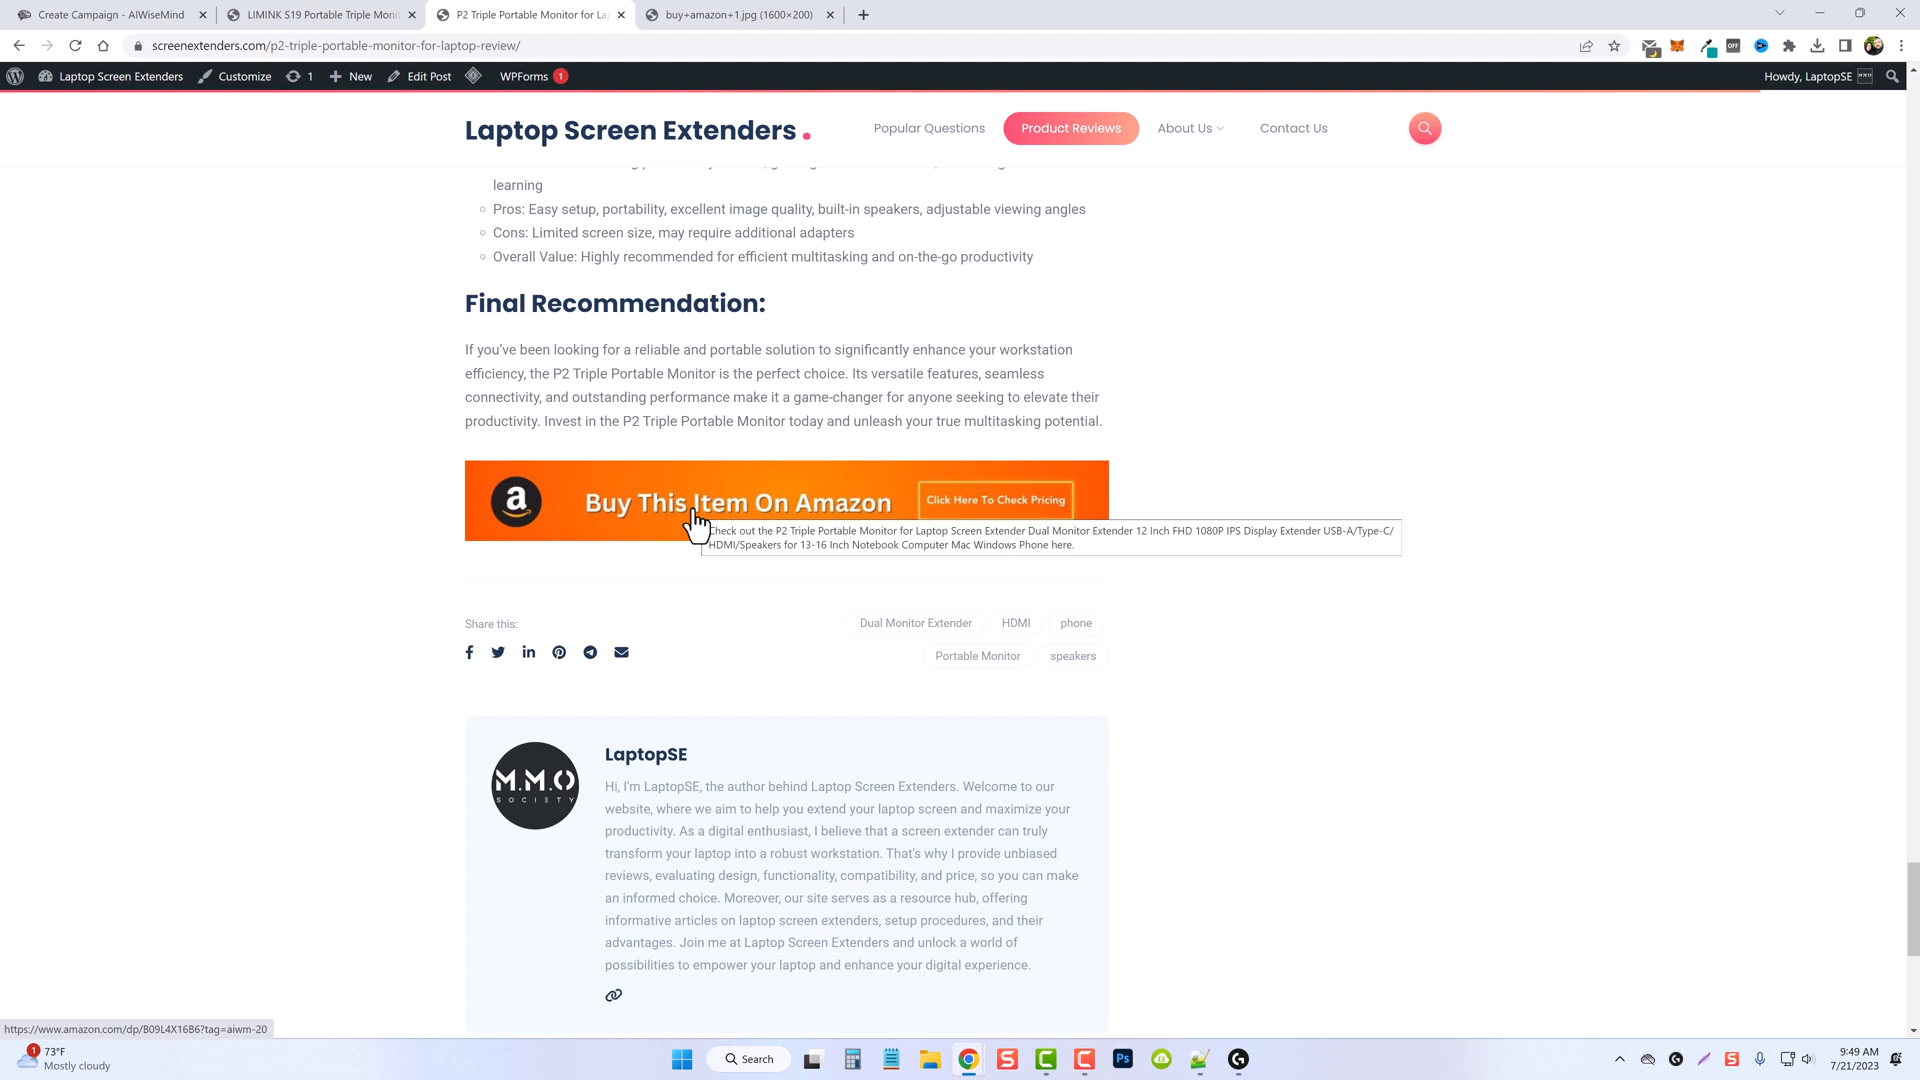 Create Campaign - AIWiseMind
LIMINK S19 Portable Triple Moni
P2 Triple Portable Monitor for La
buy+amazon+1.jpg (1600×200)
screenextenders.com/p2-triple-portable-monitor-for-laptop-review/
Laptop Screen Extenders
Customize
1
New
Edit Post
WPForms 1
Howdy, LaptopSE
Laptop Screen Extenders .
Popular Questions
Product Reviews
About Us
Contact Us
learning
Pros: Easy setup, portability, excellent image quality, built-in speakers, adjustable viewing angles
Cons: Limited screen size, may require additional adapters
Overall Value: Highly recommended for efficient multitasking and on-the-go productivity
Final Recommendation:
If you've been looking for a reliable and portable solution to significantly enhance your workstation
efficiency, the P2 Triple Portable Monitor is the perfect choice. Its versatile features, seamless
connectivity, and outstanding performance make it a game-changer for anyone seeking to elevate their
productivity. Invest in the P2 Triple Portable Monitor today and unleash your true multitasking potential.
Buy This Item On Amazon
Click Here To Check Pricing
Check out the P2 Triple Portable Monitor for Laptop Screen Extender Dual Monitor Extender 12 Inch FHD 1080P IPS Display Extender USB-A/Type-C/
HDMI/Speakers for 13-16 Inch Notebook Computer Mac Windows Phone here.
Share this:
Dual Monitor Extender
HDMI
phone
Portable Monitor
speakers
M.M.O
SOCIETY
LaptopSE
Hi, I'm LaptopSE, the author behind Laptop Screen Extenders. Welcome to our
website, where we aim to help you extend your laptop screen and maximize your
productivity. As a digital enthusiast, I believe that a screen extender can truly
transform your laptop into a robust workstation. That's why I provide unbiased
reviews, evaluating design, functionality, compatibility, and price, so you can make
an informed choice. Moreover, our site serves as a resource hub, offering
informative articles on laptop screen extenders, setup procedures, and their
advantages. Join me at Laptop Screen Extenders and unlock a world of
possibilities to empower your laptop and enhance your digital experience.
https://www.amazon.com/dp/B09L4X16B6?tag=aiwm-20
1
73°F
Mostly cloudy
Search
Ps
9:49 AM
7/21/2023